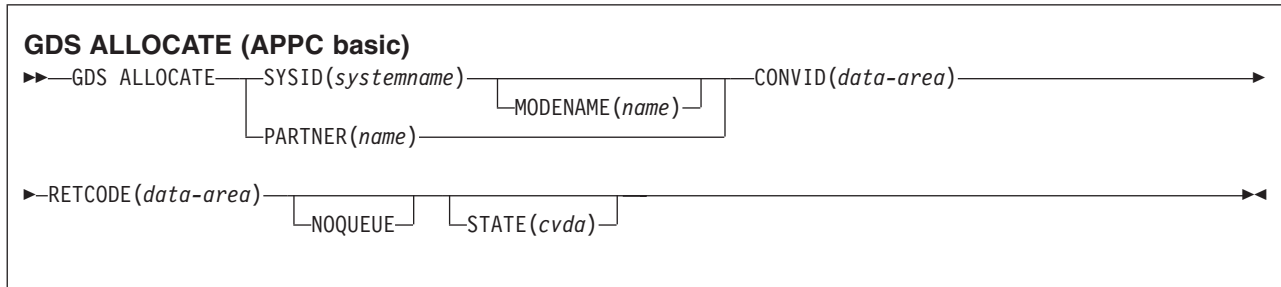 GDS ALLOCATE (APPC basic)
GDS ALLOCATE SYSID(systemname) CONVID(data-area)
MODENAME(name)
PARTNER(name)
RETCODE(data-area)
NOQUEUE STATE(cvda)